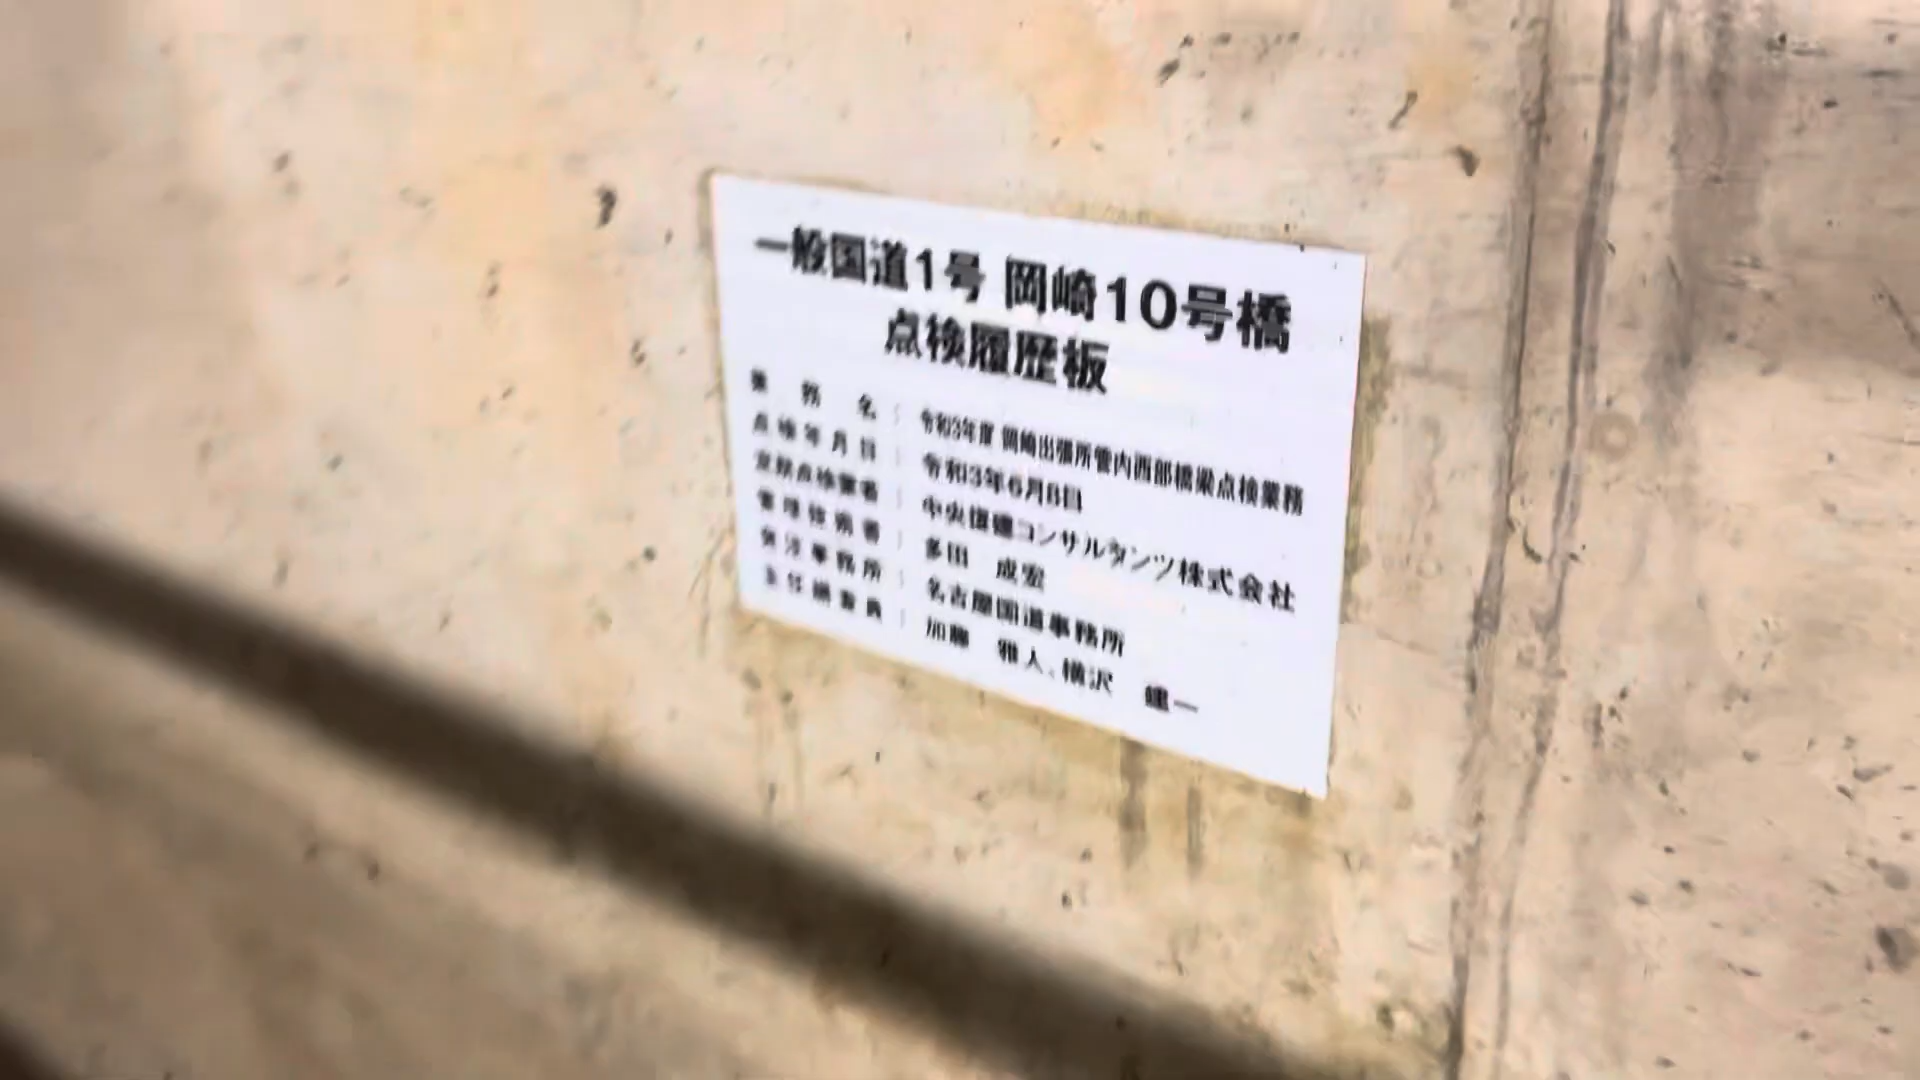 一般国道1号 岡崎10号橋
点検履歴板
業務名 : 令和3年度 岡崎出張所管内西部橋梁点検業務
点検年月日 : 令和3年6月8日
定期点検業者 : 中央復建コンサルタンツ株式会社
管理技術者 : 多田 成宏
発注事務所 : 名古屋国道事務所
主任調査員 : 加藤 雅人、横沢 健一